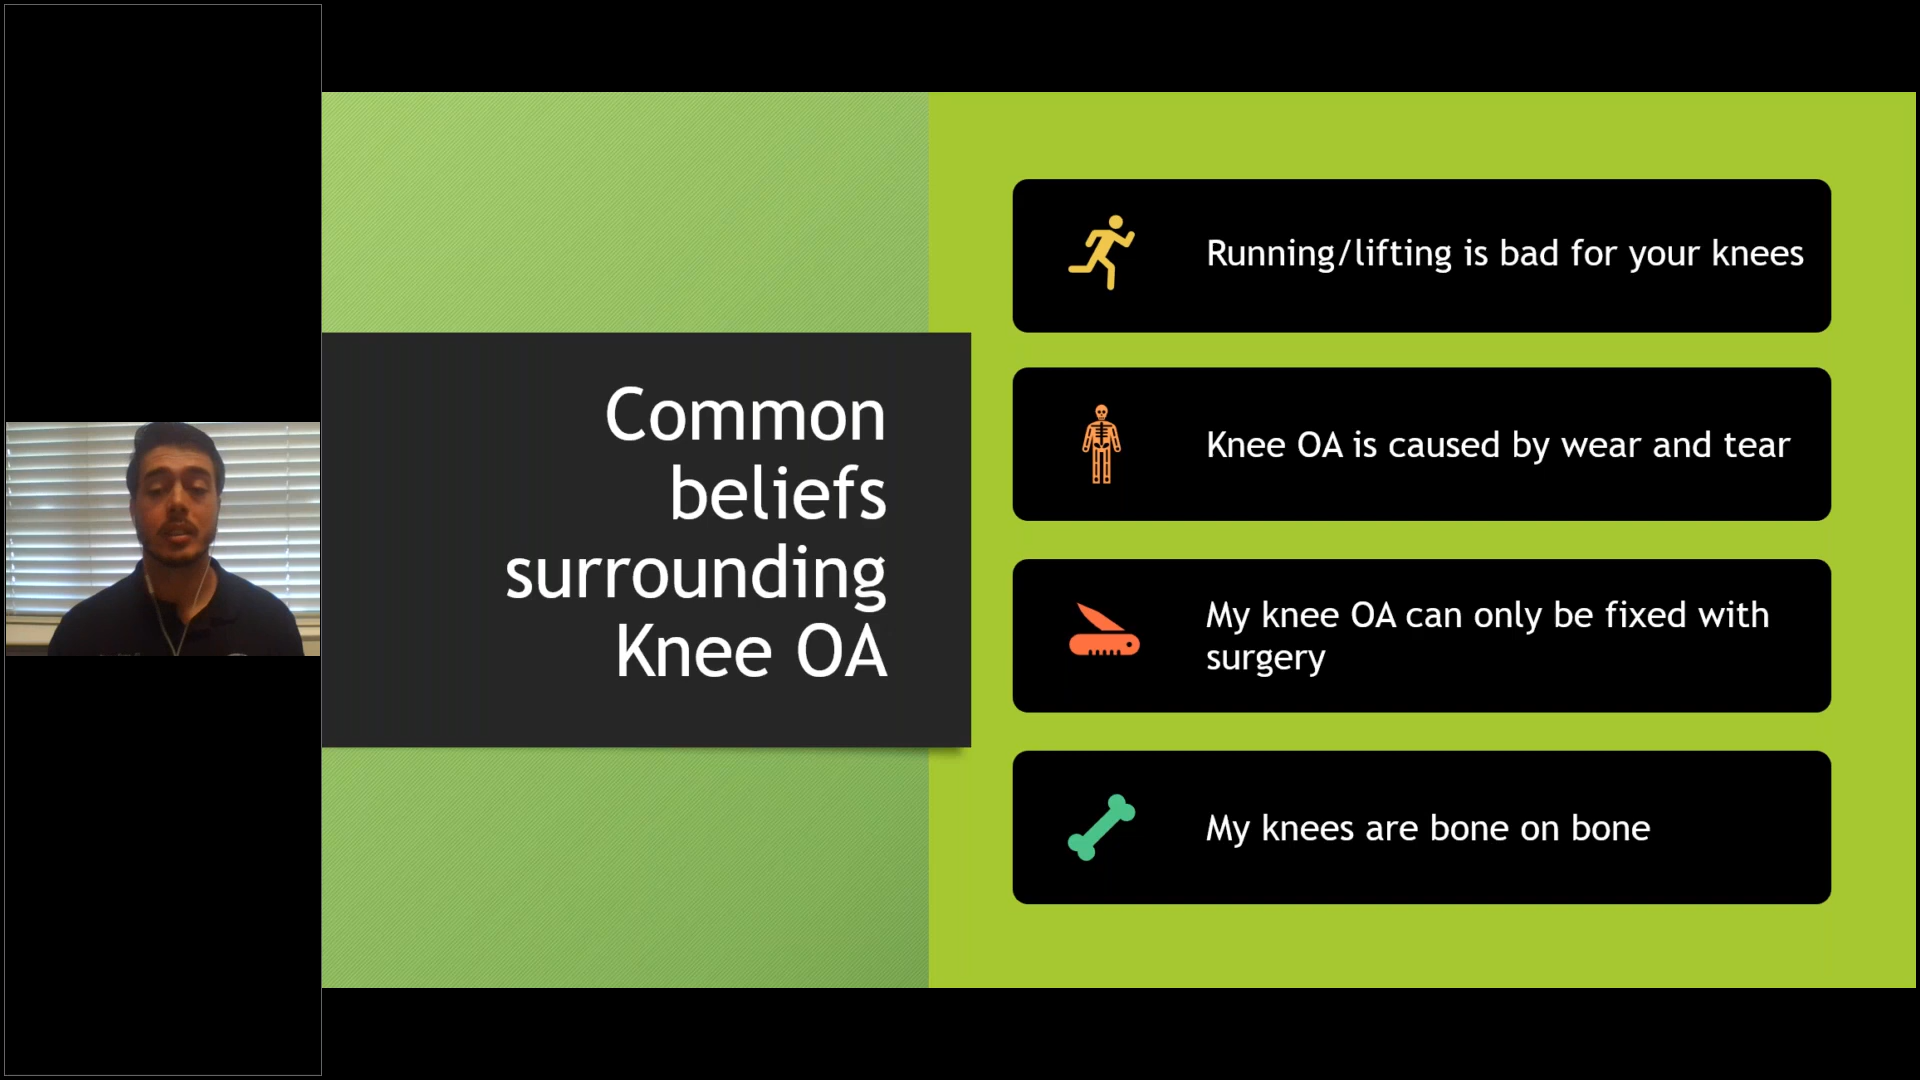 Common
beliefs
surrounding
Knee OA
Running/lifting is bad for your knees
Knee OA is caused by wear and tear
My knee OA can only be fixed with
surgery
My knees are bone on bone